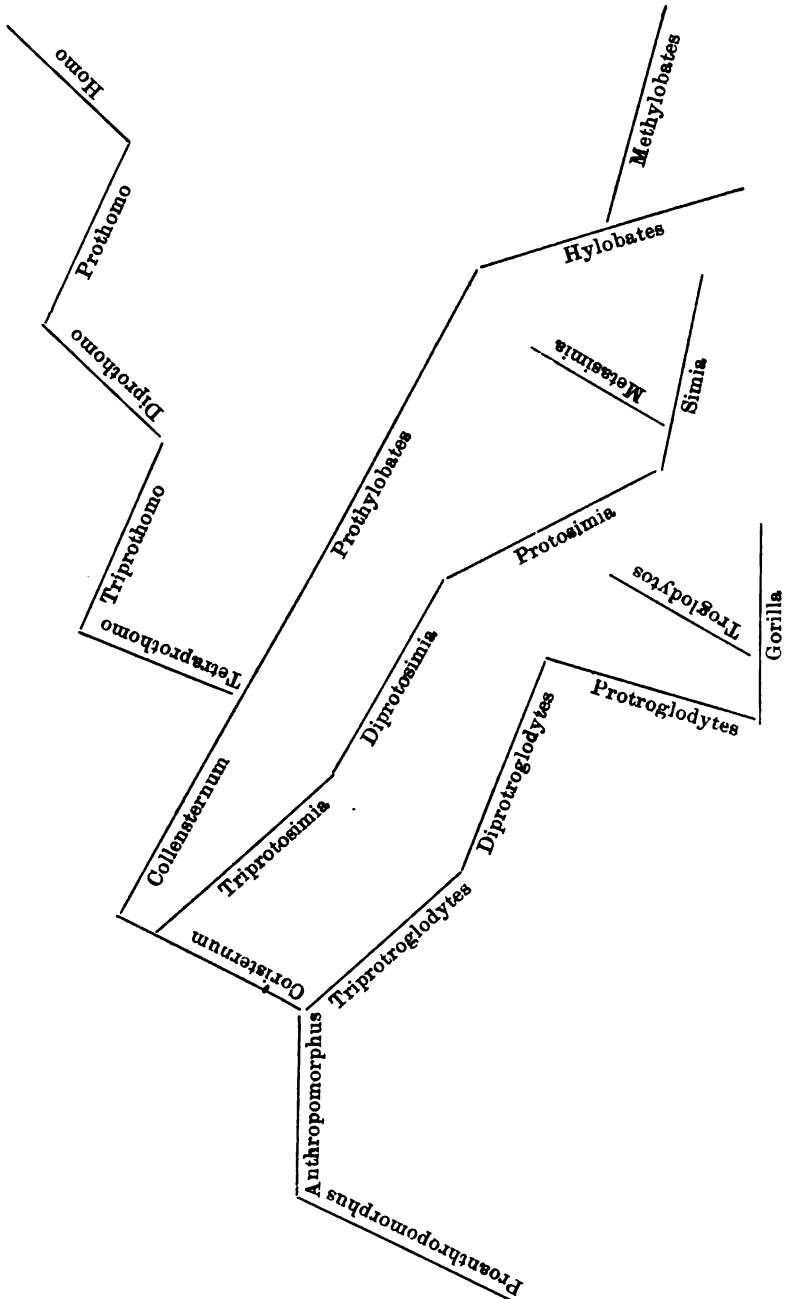 Homo
Methylobates
Prothomo
Hylobates
Diprothomo
Metasimia
Simia
Prothylobates
Triprothomo
Protosimia
Troglodytos
Gorilla
Tetraprothomo
Diprotosimia
Protroglodytes
Collensternum
Diprotroglodytes
Triprotosimia
Coristernum
Triprotroglodytes
Anthropomorphus
Proanthropomorphus